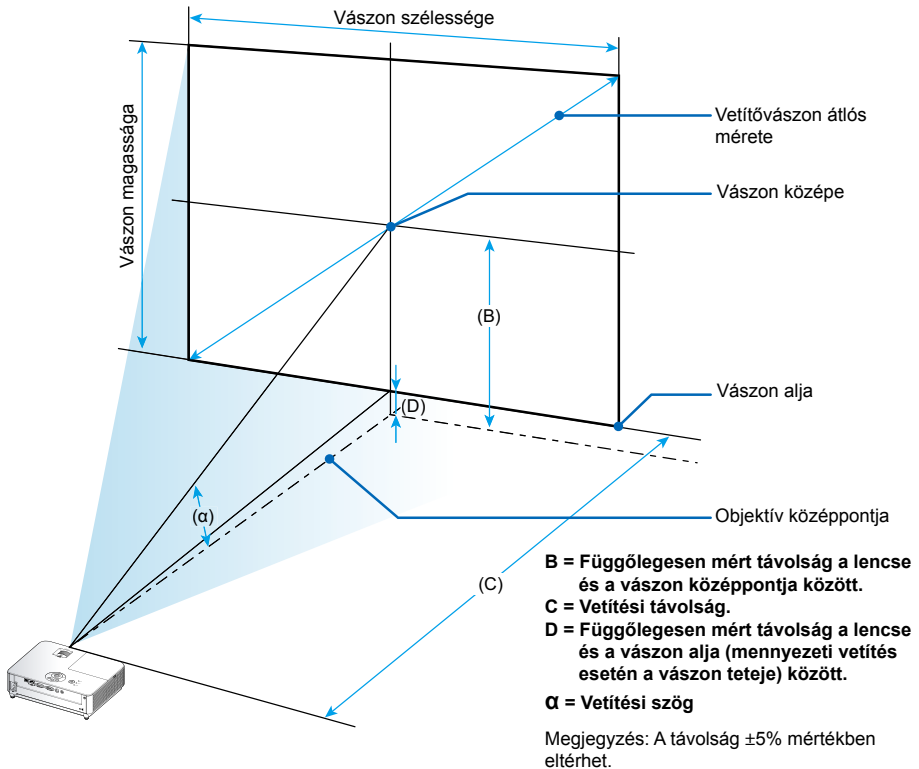 Vászon szélessége
Vászon magassága
Vetítővászon átlós
mérete
Vászon középe
(B)
Vászon alja
(D)
(α)
Objektív középpontja
(C)
B = Függőlegesen mért távolság a lencse
és a vászon középpontja között.
C = Vetítési távolság.
D = Függőlegesen mért távolság a lencse
és a vászon alja (mennyezeti vetítés
esetén a vászon teteje) között.
α = Vetítési szög
Megjegyzés: A távolság ±5% mértékben
eltérhet.